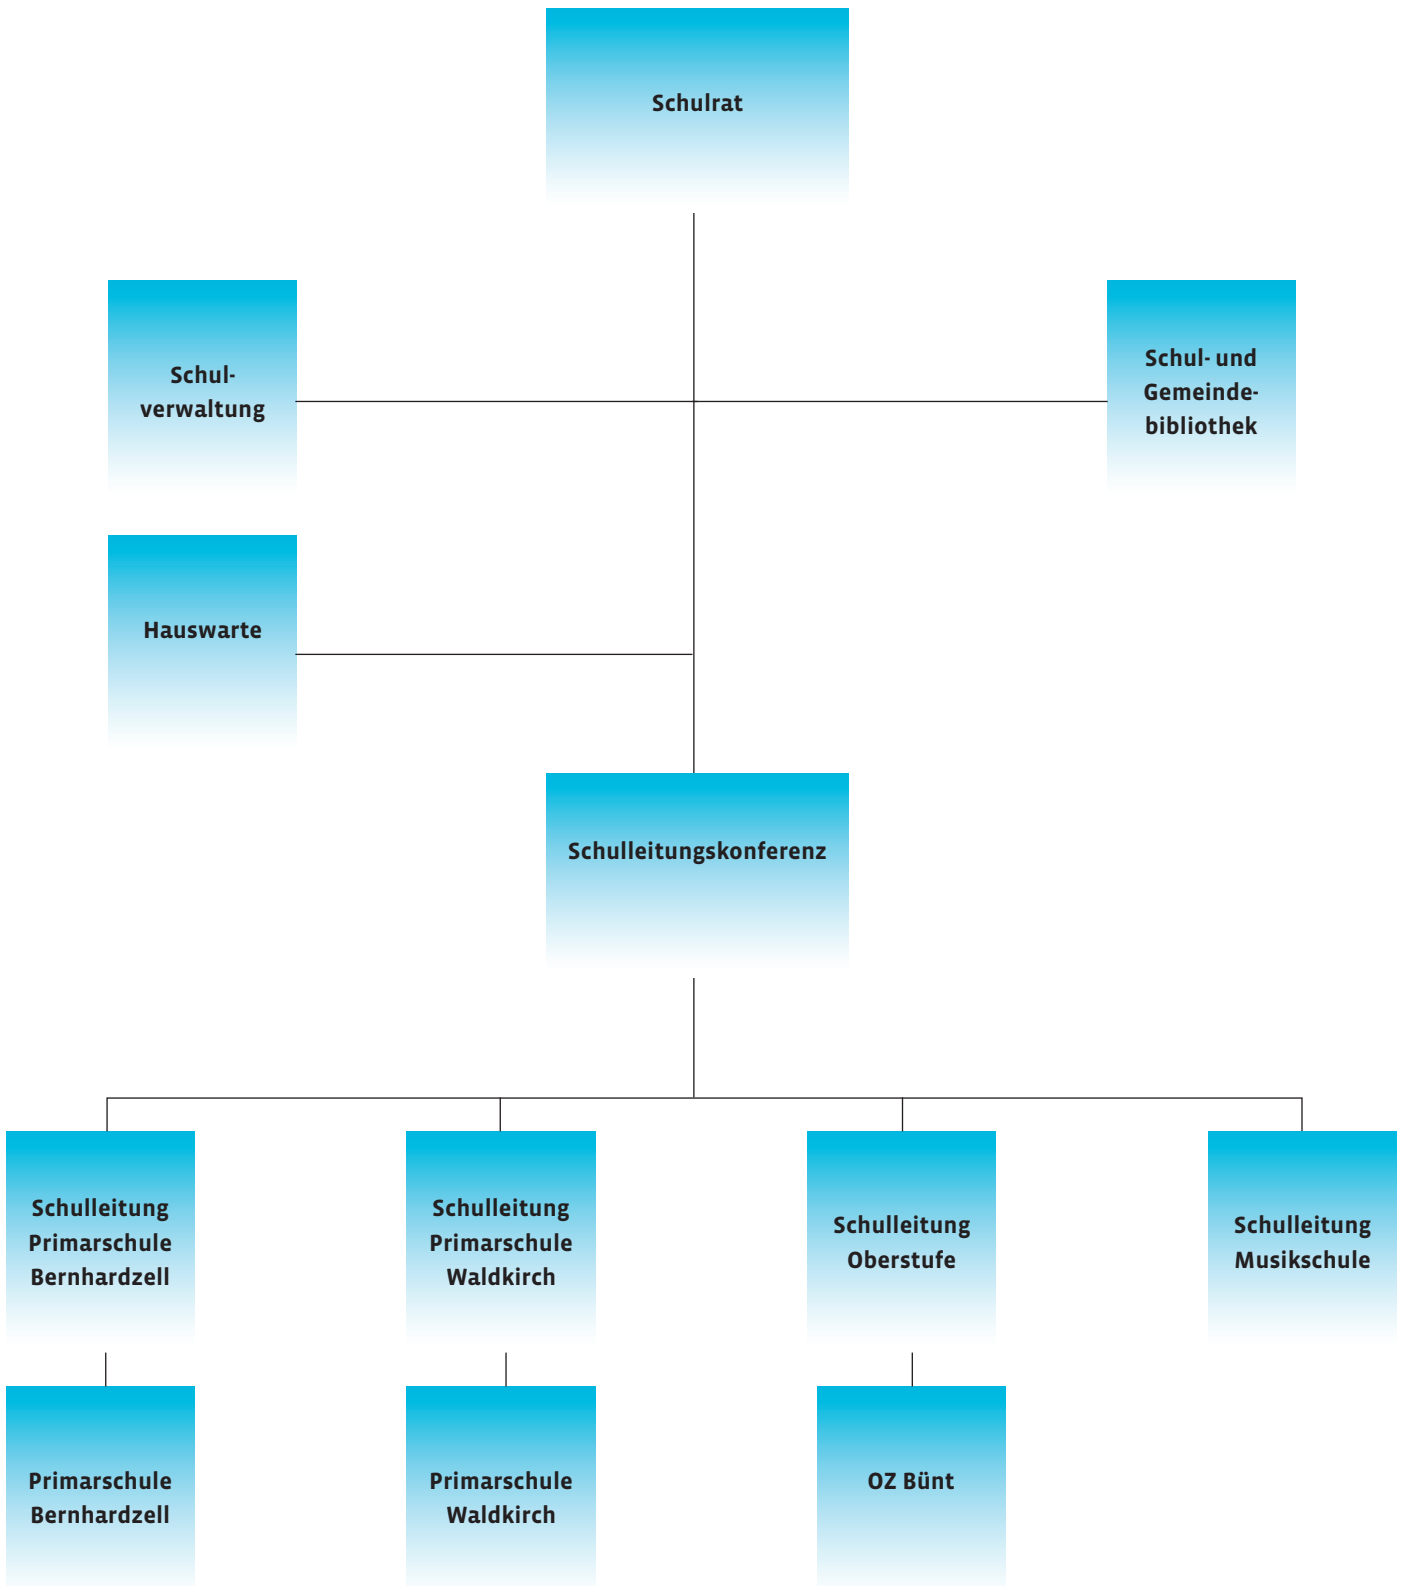 Schulrat
Schul-
verwaltung
Schul- und
Gemeinde-
bibliothek
Hauswarte
Schulleitungskonferenz
Schulleitung
Primarschule
Bernhardzell
Schulleitung
Primarschule
Waldkirch
Schulleitung
Oberstufe
Schulleitung
Musikschule
Primarschule
Bernhardzell
Primarschule
Waldkirch
OZ Bünt